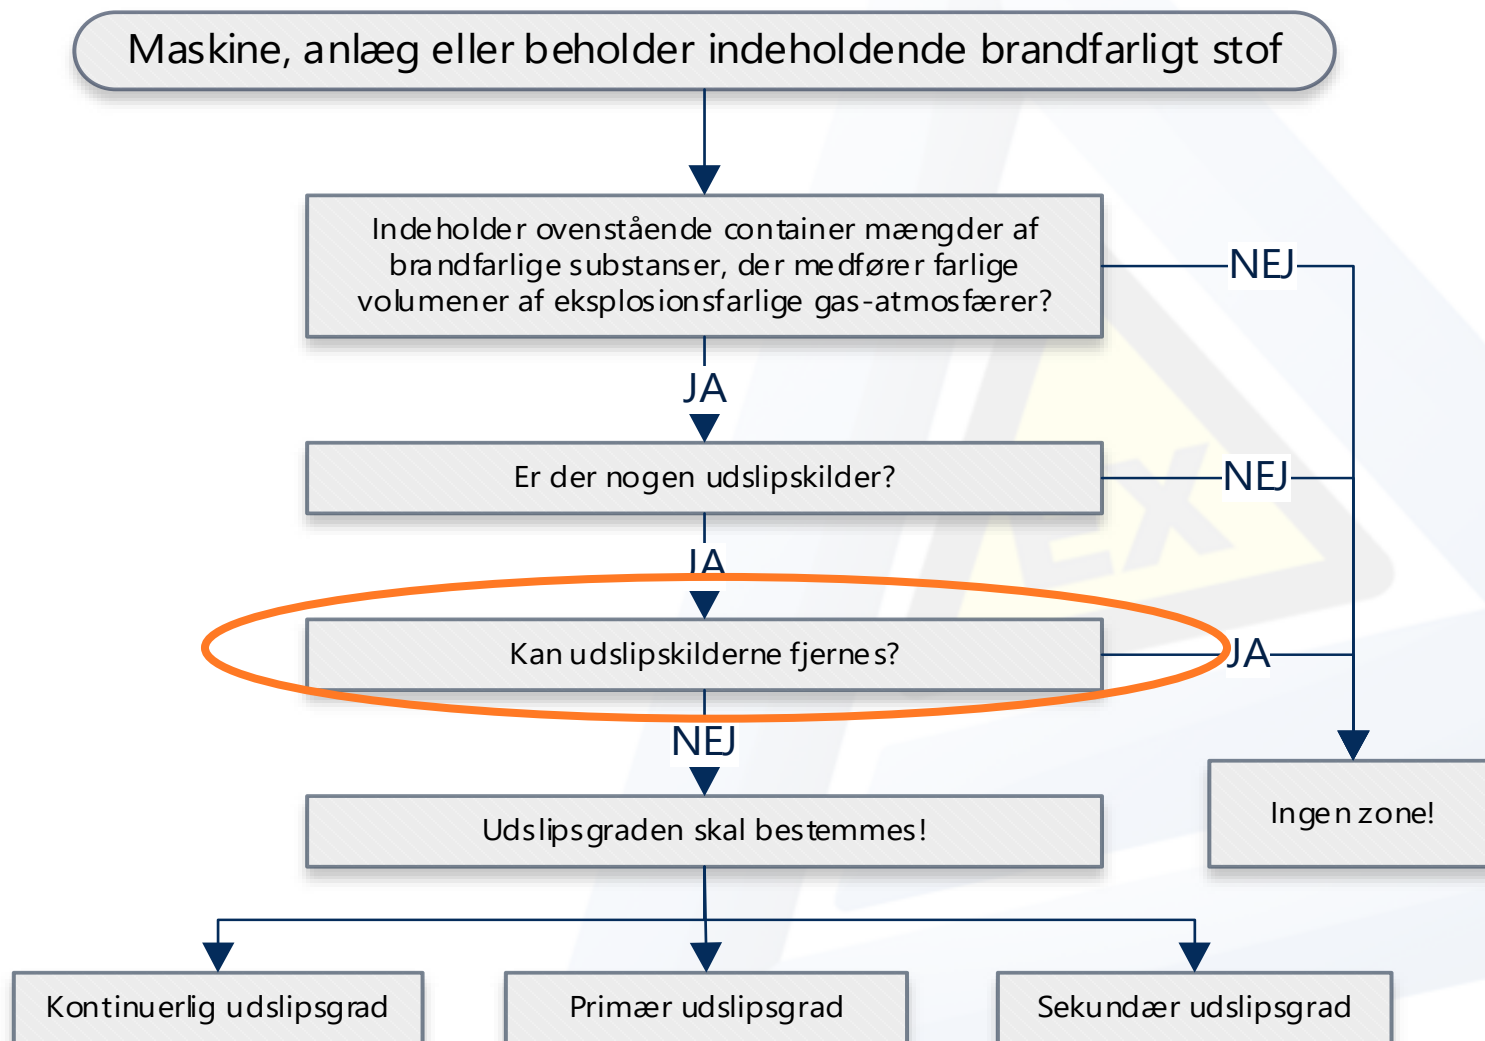 Maskine, anlæg eller beholder indeholdende brandfarligt stof
Indeholder ovenstående container mængder af
brandfarlige substanser, der medfører farlige
volumener af eksplosionsfarlige gas-atmosfærer?
NEJ
JA
Er der nogen udslipskilder?
NEJ
JA
Kan udslipskilderne fjernes?
JA
NEJ
Udslipsgraden skal bestemmes!
Ingen zone!
Kontinuerlig udslipsgrad
Primær udslipsgrad
Sekundær udslipsgrad
EX